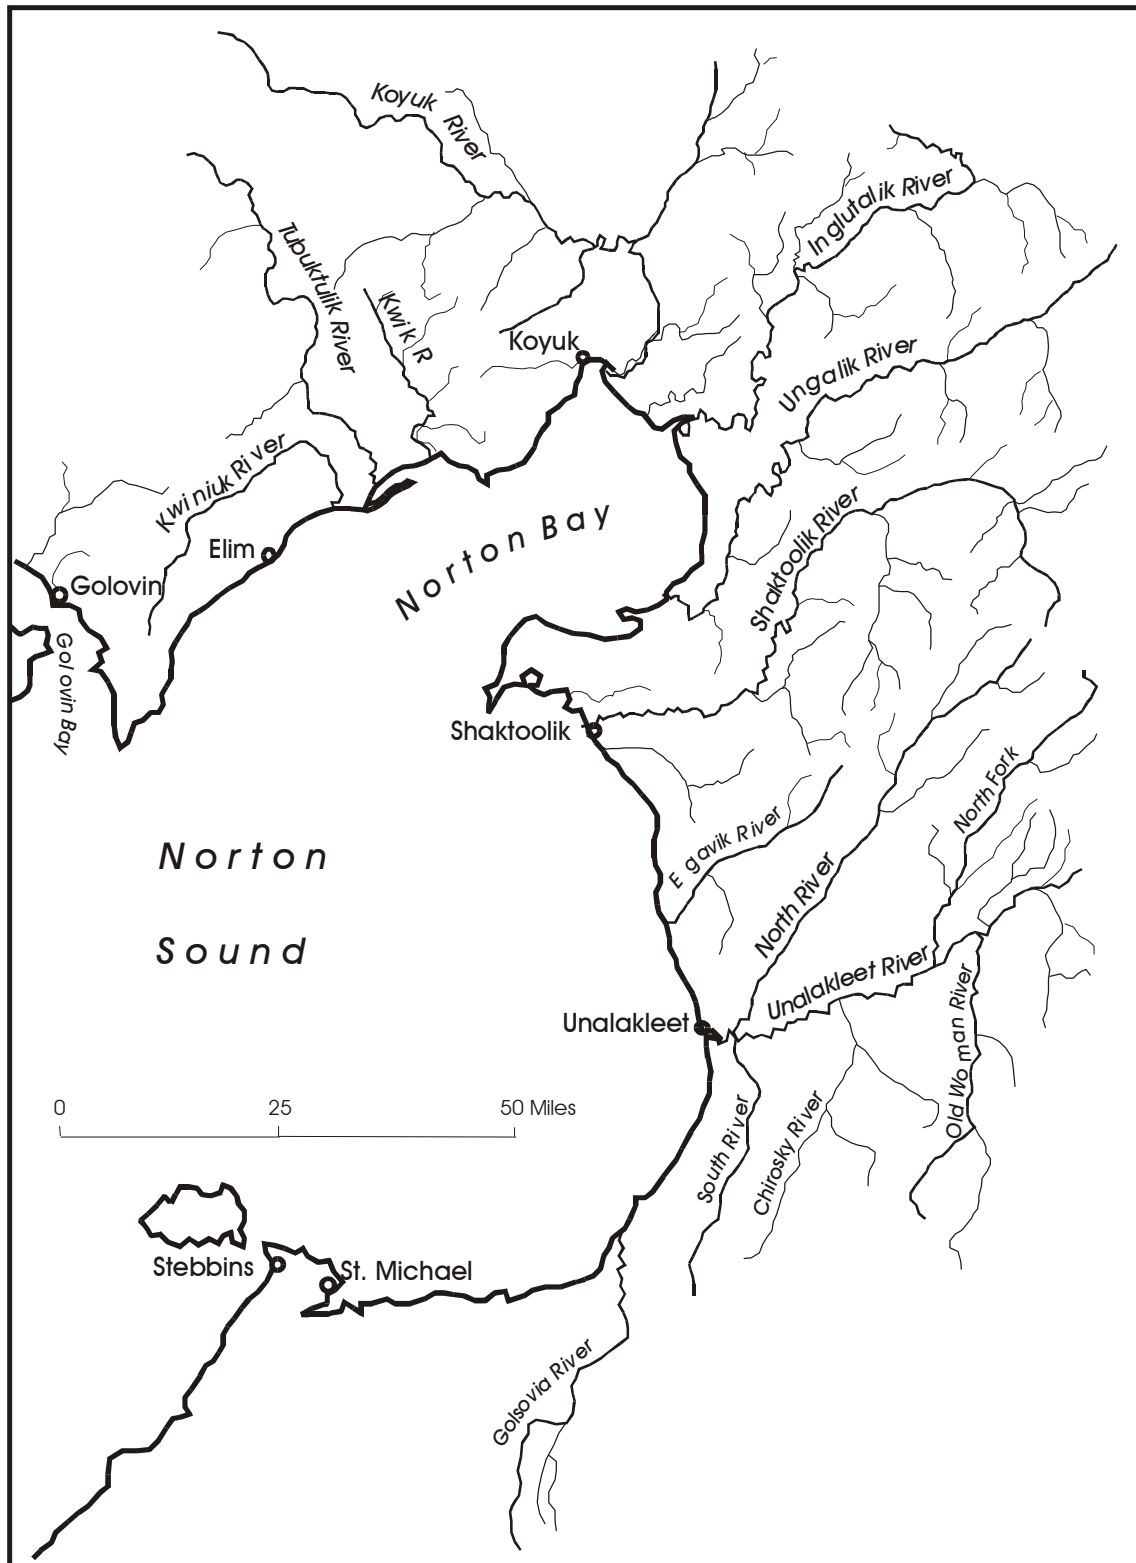 Koyuk River
Inglutalik River
Tubuktulik River
Kwik R
Koyuk
Ungalik River
Kwiniuk River
Shaktoolik River
Norton Bay
Elim
Golovin
Golovin Bay
Shaktoolik
North Fork
Egavik River
Norton
Sound
North River
Unalakleet River
Old Woman River
Unalakleet
0 25 50 Miles
South River
Chirosky River
Stebbins
St. Michael
Golsovia River